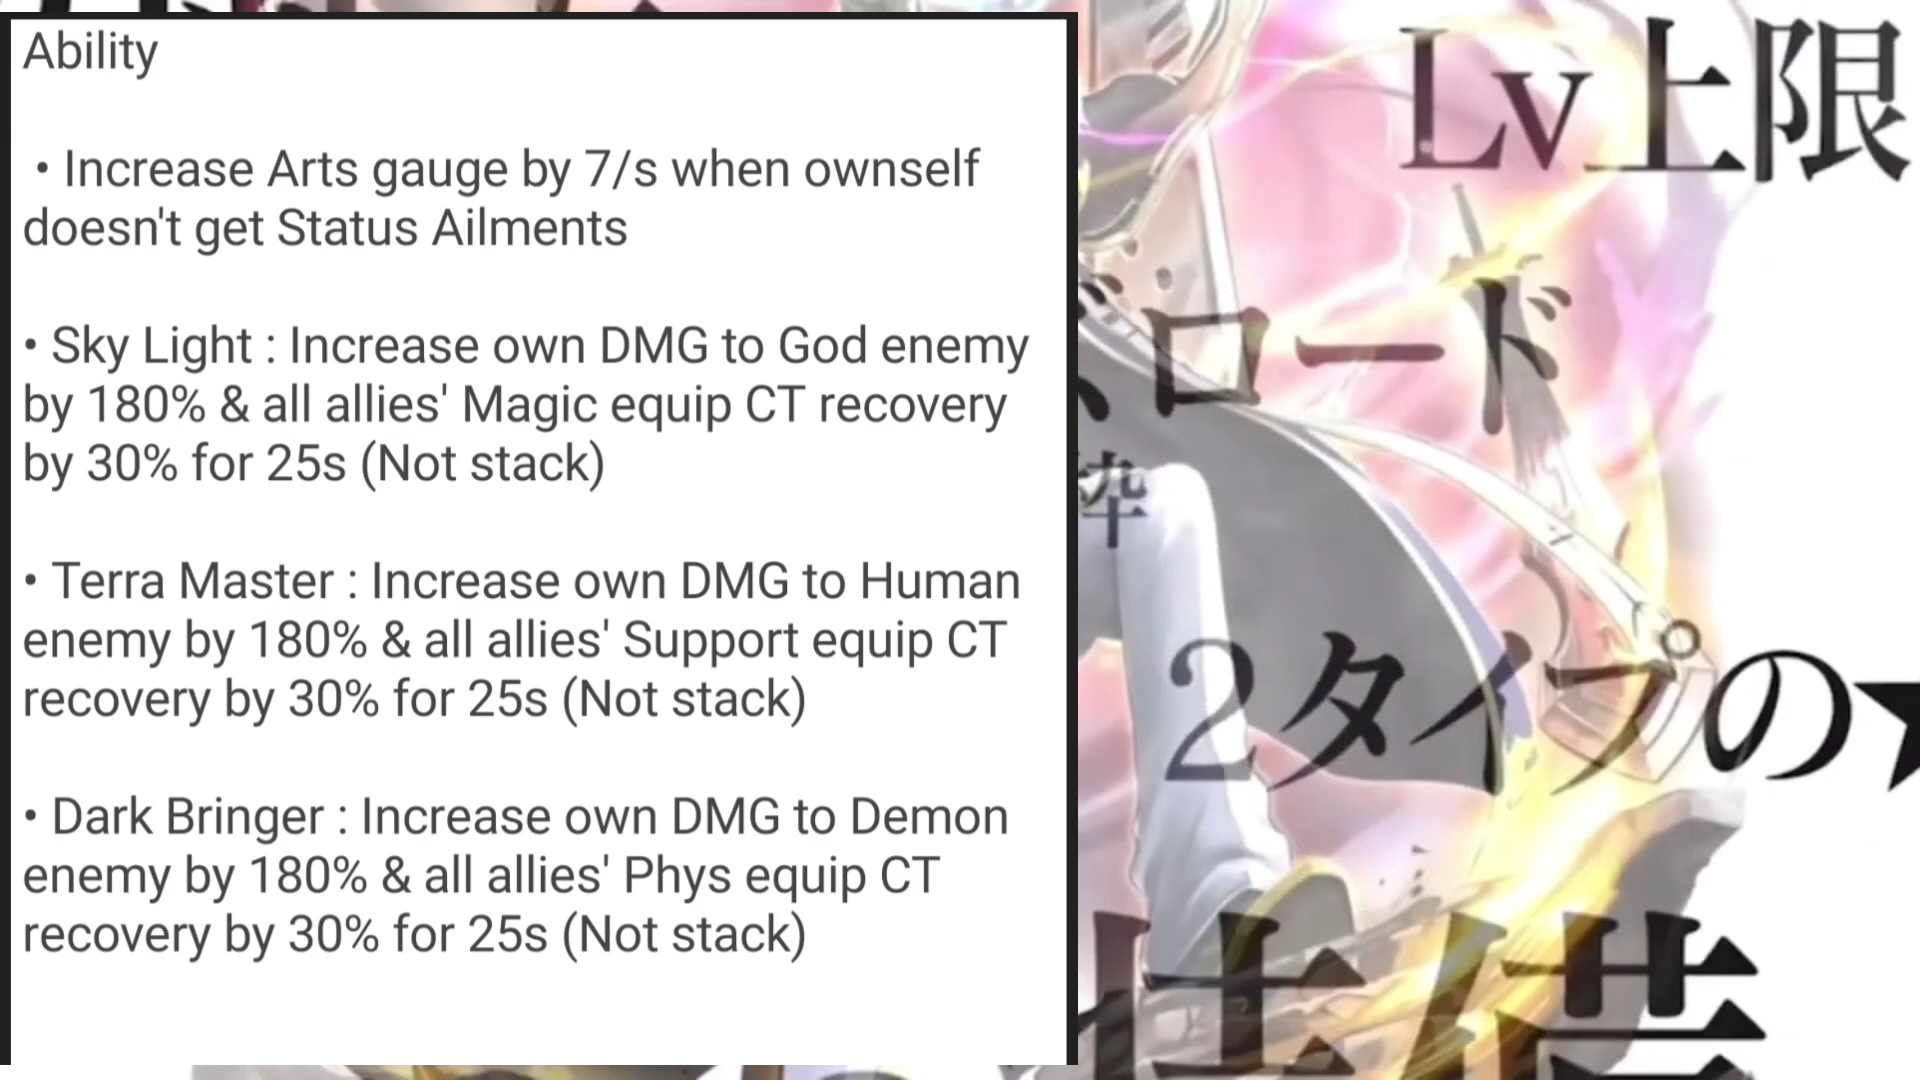 Ability
• Increase Arts gauge by 7/s when ownself
doesn't get Status Ailments
• Sky Light : Increase own DMG to God enemy
by 180% & all allies' Magic equip CT recovery
by 30% for 25s (Not stack)
• Terra Master : Increase own DMG to Human
enemy by 180% & all allies' Support equip CT
recovery by 30% for 25s (Not stack)
• Dark Bringer : Increase own DMG to Demon
enemy by 180% & all allies' Phys equip CT
recovery by 30% for 25s (Not stack)
Lv上限
ロード
2タイプの★